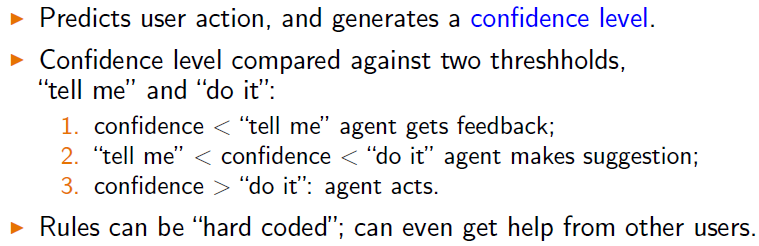 ▶ Predicts user action, and generates a confidence level.
▶ Confidence level compared against two threshholds,
“tell me” and “do it”:
1. confidence < “tell me” agent gets feedback;
2. “tell me” < confidence < “do it” agent makes suggestion;
3. confidence > “do it”: agent acts.
▶ Rules can be “hard coded”; can even get help from other users.